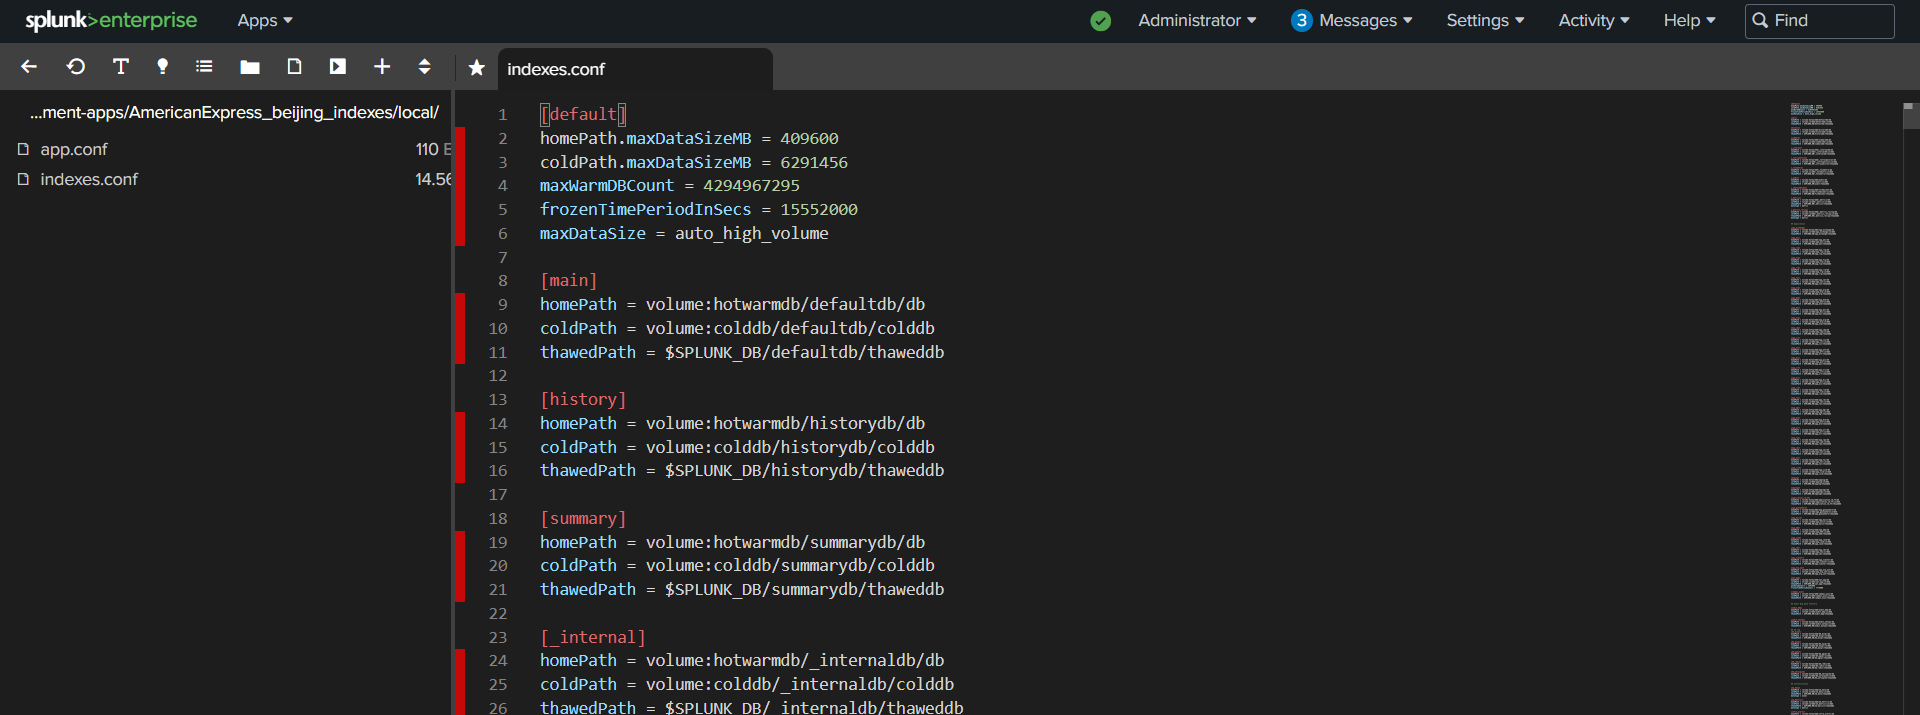 splunk>enterprise Apps Administrator 3 Messages Settings Activity Help Find
indexes.conf
...ment-apps/AmericanExpress_beijing_indexes/local/
app.conf 110
indexes.conf 14.56
1 [default]
2 homePath.maxDataSizeMB = 409600
3 coldPath.maxDataSizeMB = 6291456
4 maxWarmDBCount = 4294967295
5 frozenTimePeriodInSecs = 15552000
6 maxDataSize = auto_high_volume
7
8 [main]
9 homePath = volume:hotwarmdb/defaultdb/db
10 coldPath = volume:colddb/defaultdb/colddb
11 thawedPath = $SPLUNK_DB/defaultdb/thaweddb
12
13 [history]
14 homePath = volume:hotwarmdb/historydb/db
15 coldPath = volume:colddb/historydb/colddb
16 thawedPath = $SPLUNK_DB/historydb/thaweddb
17
18 [summary]
19 homePath = volume:hotwarmdb/summarydb/db
20 coldPath = volume:colddb/summarydb/colddb
21 thawedPath = $SPLUNK_DB/summarydb/thaweddb
22
23 [_internal]
24 homePath = volume:hotwarmdb/_internaldb/db
25 coldPath = volume:colddb/_internaldb/colddb
26 thawedPath = $SPLUNK_DB/_internaldb/thaweddb